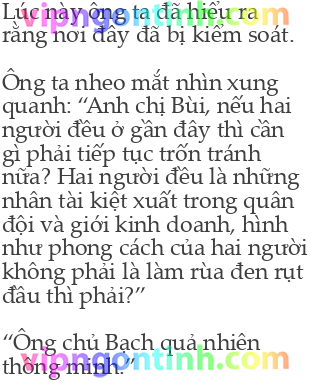 Lúc này ông ta đã hiểu ra
rằng nơi đây đã bị kiểm soát.
Ông ta nheo mắt nhìn xung
quanh: “Anh chị Bùi, nếu hai
người đều ở gần đây thì cần
gì phải tiếp tục trốn tránh
nữa? Hai người đều là những
nhân tài kiệt xuất trong quân
đội và giới kinh doanh, hình
như phong cách của hai người
không phải là làm rùa đen rụt
đầu thì phải?”
“Ông chủ Bạch quả nhiên
thông minh.”
vipngontinh.com
vipngontinh.com